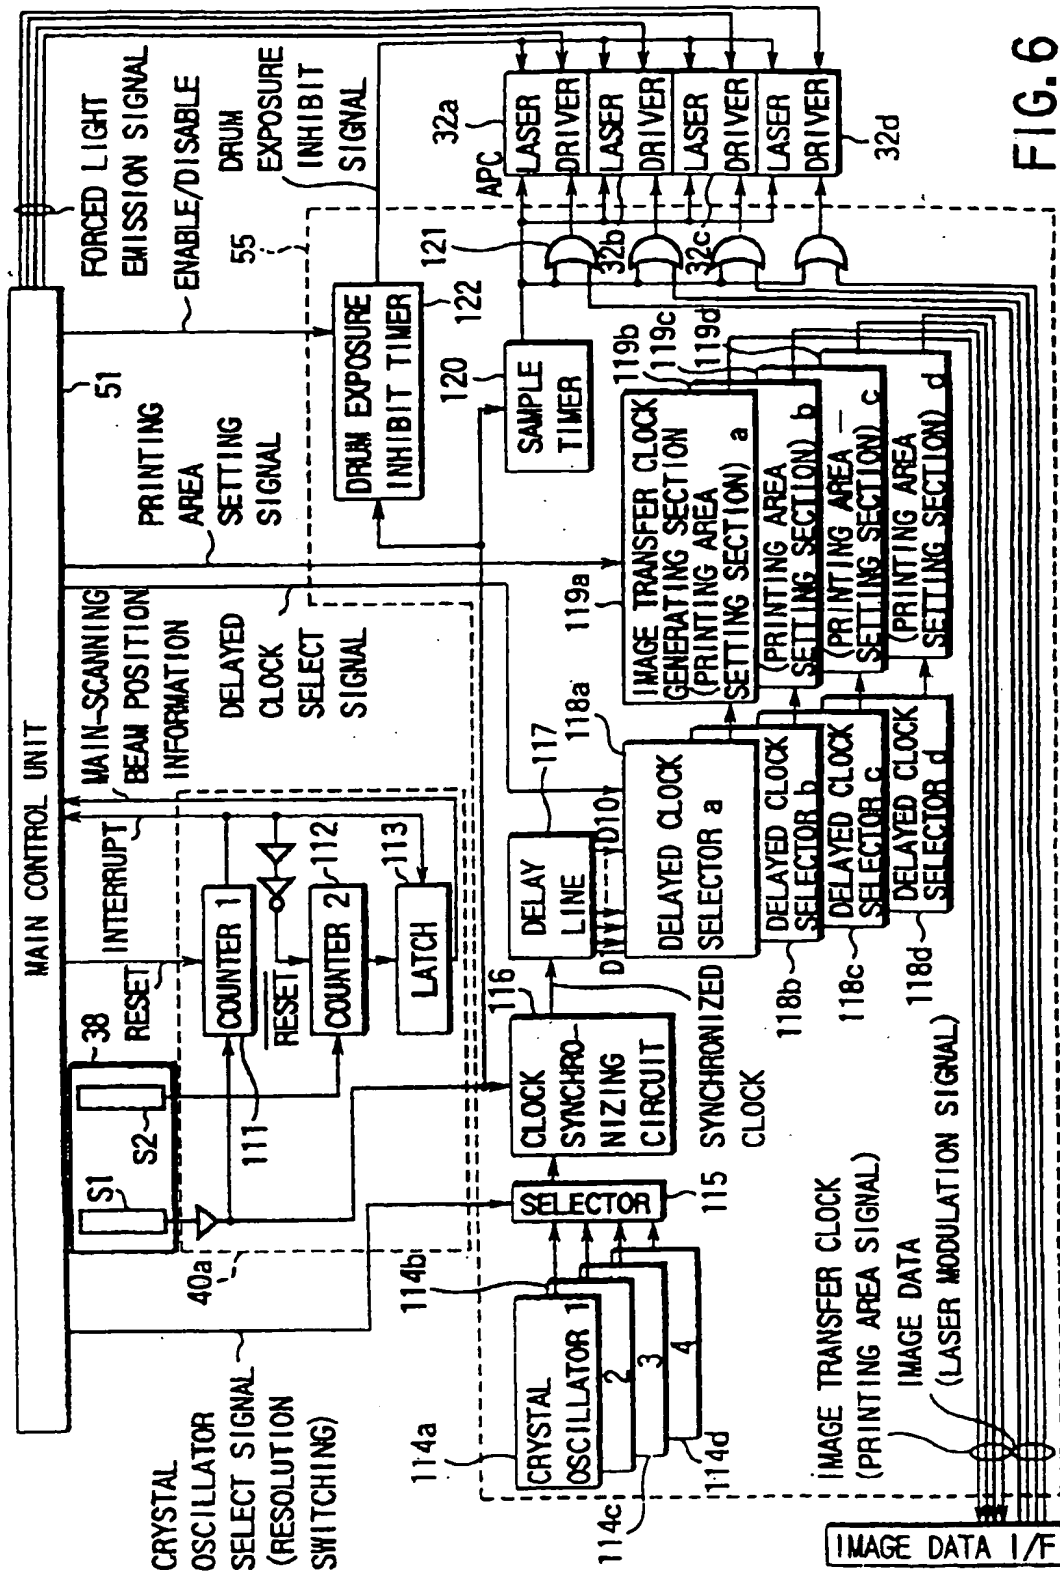 MAIN CONTROL UNIT
51
FORCED LIGHT
EMISSION SIGNAL
ENABLE/DISABLE
DRUM
EXPOSURE
INHIBIT
SIGNAL
PRINTING
AREA
SETTING
SIGNAL
MAIN-SCANNING
BEAM POSITION
INFORMATION
DELAYED
CLOCK
SELECT
SIGNAL
INTERRUPT
RESET
38
S1
S2
COUNTER 1
111
RESET
COUNTER 2
112
LATCH
113
40a
CRYSTAL
OSCILLATOR
SELECT SIGNAL
(RESOLUTION
SWITCHING)
55
DRUM EXPOSURE
INHIBIT TIMER
122
SAMPLE
TIMER
120
APC
32a
LASER
DRIVER
LASER
DRIVER
LASER
DRIVER
LASER
DRIVER
32b
32c
32d
121
CRYSTAL
OSCILLATOR 1
2
3
4
114a
114b
114c
114d
SELECTOR
115
CLOCK
SYNCHRO-
NIZING
CIRCUIT
116
SYNCHRONIZED
CLOCK
DELAY
LINE
117
D1
D10
DELAYED CLOCK
SELECTOR a
118a
DELAYED CLOCK
SELECTOR b
118b
DELAYED CLOCK
SELECTOR c
118c
DELAYED CLOCK
SELECTOR d
118d
IMAGE TRANSFER CLOCK
GENERATING SECTION
(PRINTING AREA
SETTING SECTION) a
119a
(PRINTING AREA
SETTING SECTION) b
119b
(PRINTING AREA
SETTING SECTION) c
119c
(PRINTING AREA
SETTING SECTION) d
119d
IMAGE TRANSFER CLOCK
(PRINTING AREA SIGNAL)
IMAGE DATA
(LASER MODULATION SIGNAL)
IMAGE DATA I/F
FIG. 6